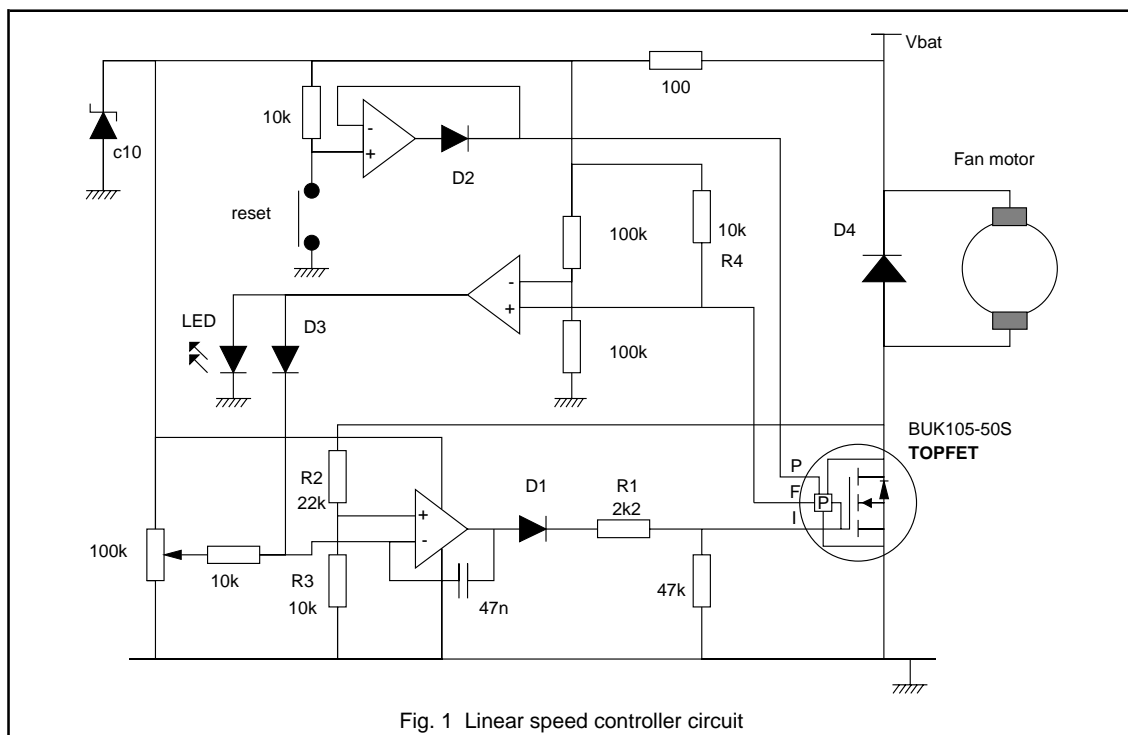 Vbat
100
10k
-
+
c10
D2
Fan motor
reset
100k
10k
D4
-
R4
+
LED
D3
100k
BUK105-50S
TOPFET
R2
P
D1
R1
22k
F
P
2k2
+
I
100k
-
10k
R3
47k
10k
47n
Fig. 1 Linear speed controller circuit